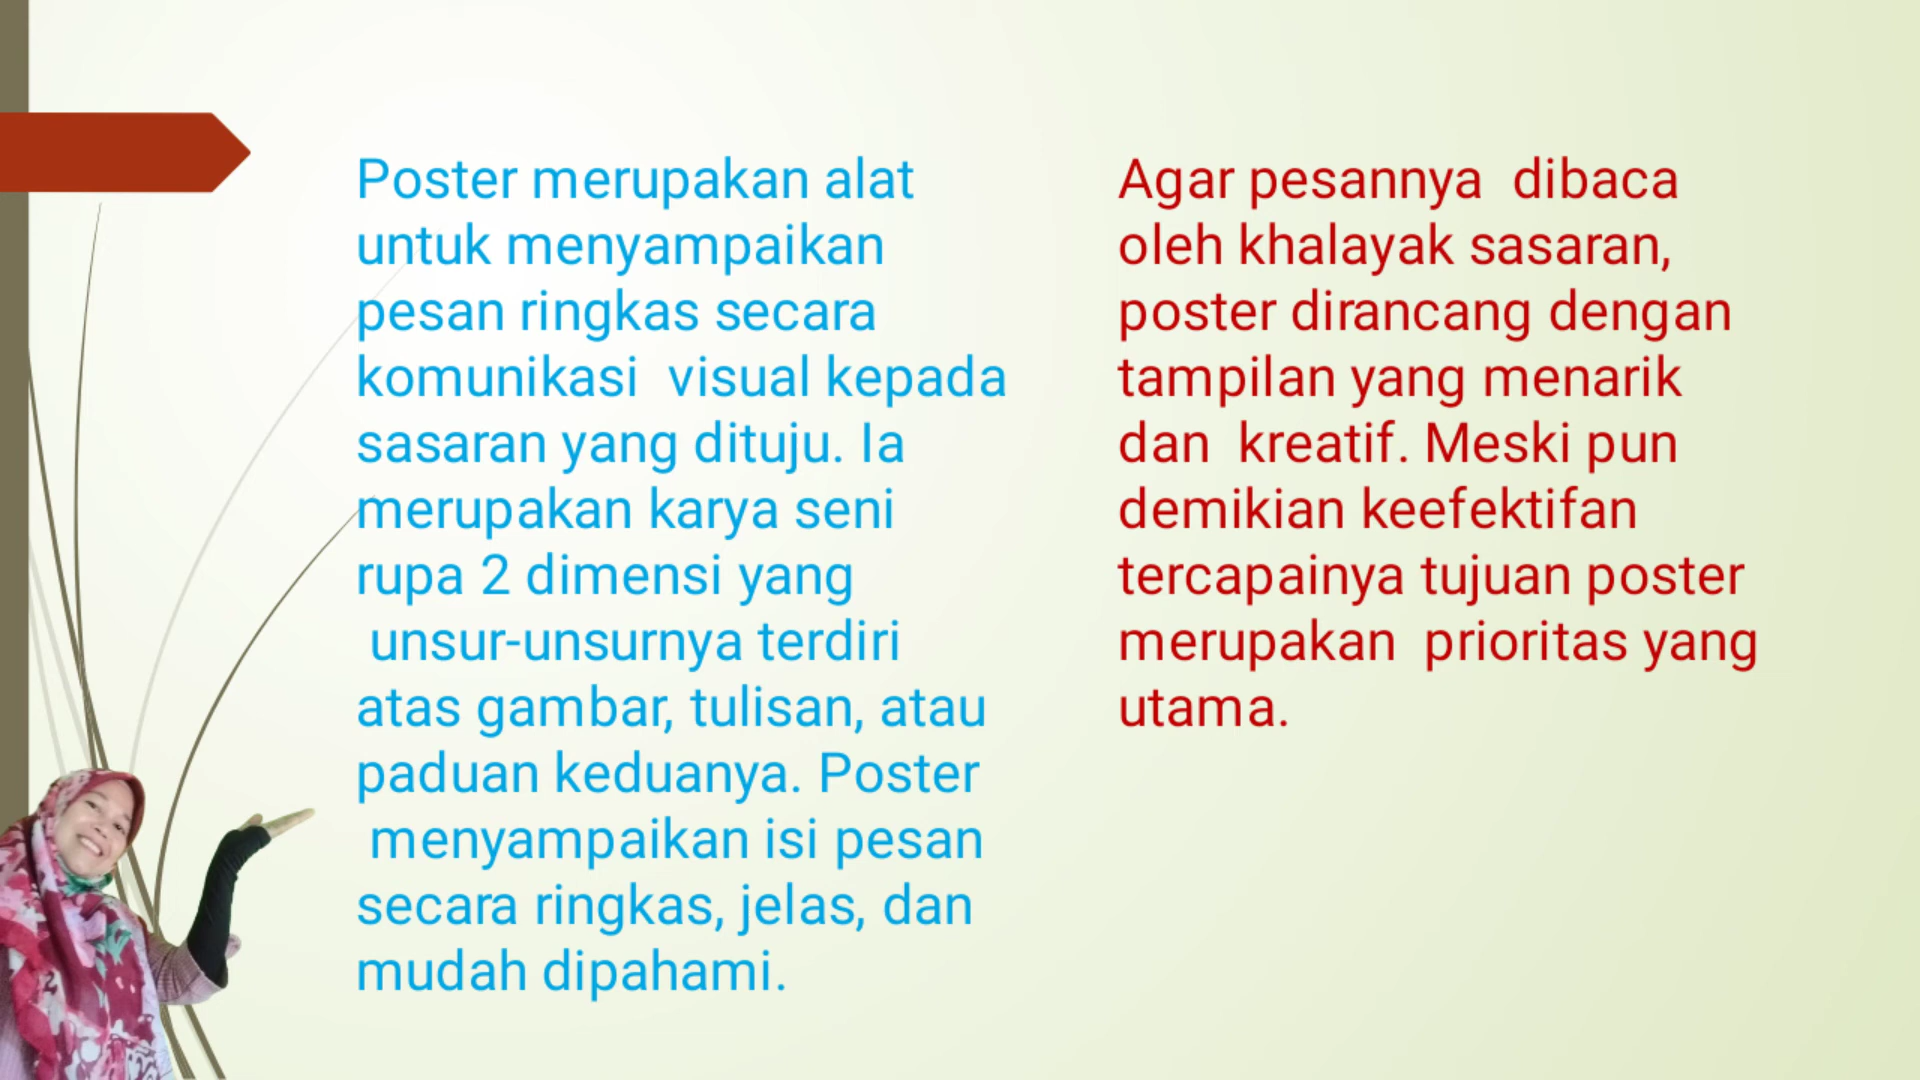 Poster merupakan alat
untuk menyampaikan
pesan ringkas secara
komunikasi  visual kepada
sasaran yang dituju. Ia
merupakan karya seni
rupa 2 dimensi yang
unsur-unsurnya terdiri
atas gambar, tulisan, atau
paduan keduanya. Poster
menyampaikan isi pesan
secara ringkas, jelas, dan
mudah dipahami.
Agar pesannya  dibaca
oleh khalayak sasaran,
poster dirancang dengan
tampilan yang menarik
dan  kreatif. Meski pun
demikian keefektifan
tercapainya tujuan poster
merupakan  prioritas yang
utama.